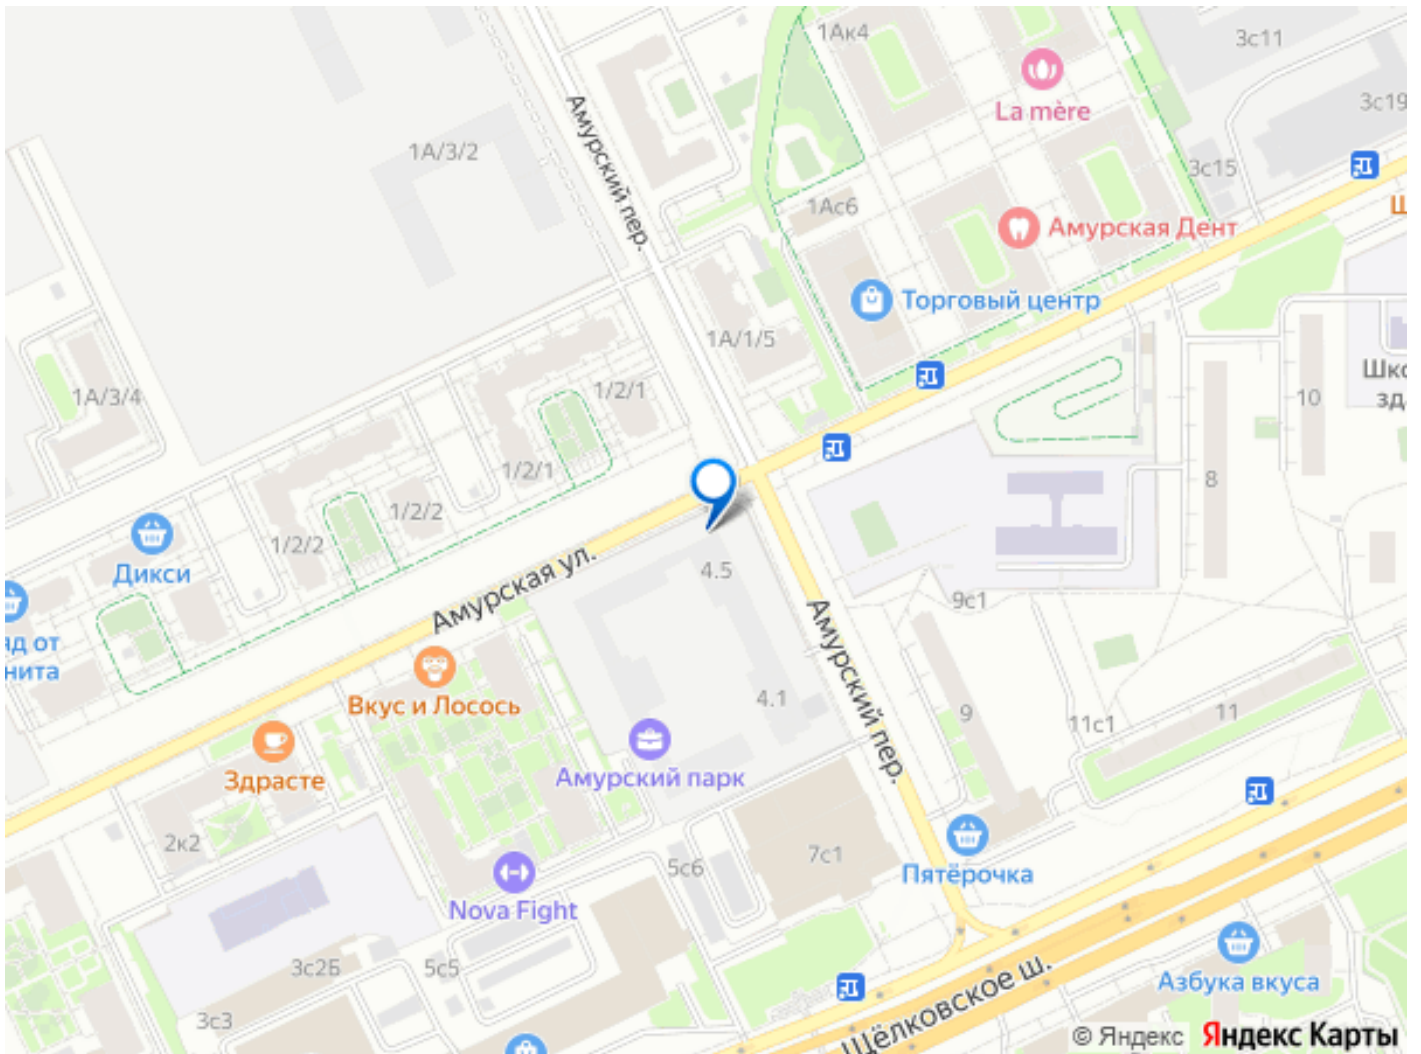 1Ак4
3с11
La mère
3с19
Амурский пер.
1А/3/2
3с15
1Ас6
Амурская Дент
Торговый центр
1А/1/5
1А/3/4
1/2/1
10
1/2/1
8
1/2/2
1/2/2
Дикси
4.5
Амурская ул.
9с1
Амурский пер.
Вкус и Лосось
4.1
9
11с1
11
Здрасте
Амурский парк
2к2
7с1
5с6
Пятёрочка
Nova Fight
3с2Б
5с5
Щёлковское ш.
Азбука вкуса
3с3
© Яндекс Яндекс Карты